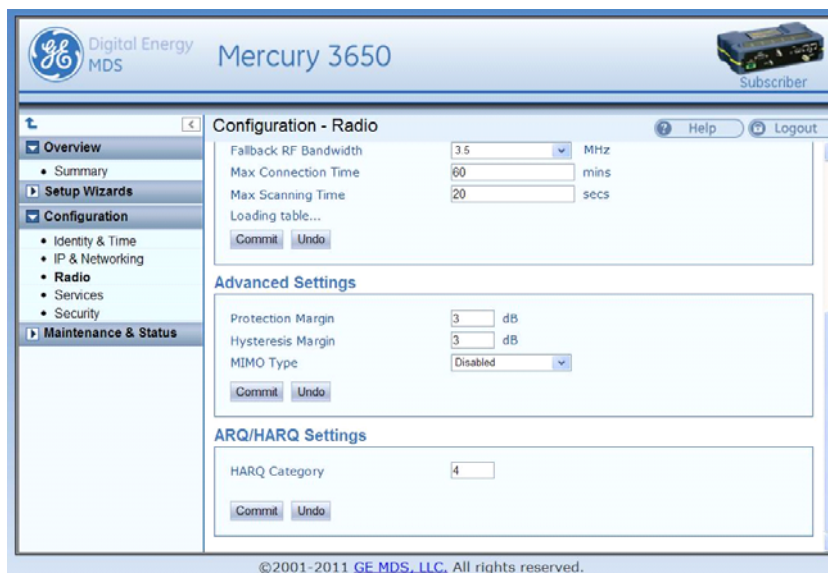 Digital Energy
MDS
Mercury 3650
Subscriber
Configuration - Radio
Help
Logout
Overview
• Summary
Setup Wizards
Configuration
• Identity & Time
• IP & Networking
• Radio
• Services
• Security
Maintenance & Status
Fallback RF Bandwidth 3.5 MHz
Max Connection Time 60 mins
Max Scanning Time 20 secs
Loading table...
Commit Undo
Advanced Settings
Protection Margin 3 dB
Hysteresis Margin 3 dB
MIMO Type Disabled
Commit Undo
ARQ/HARQ Settings
HARQ Category 4
Commit Undo
©2001-2011 GE MDS, LLC. All rights reserved.